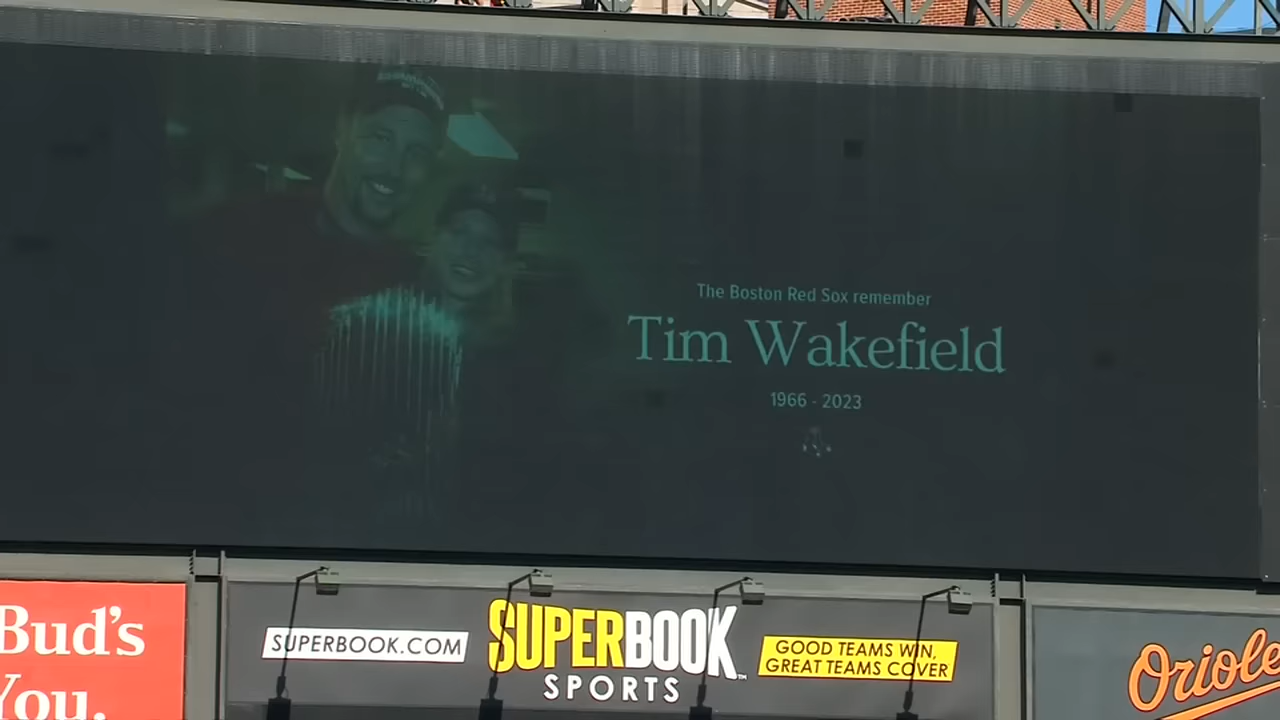 The Boston Red Sox remember
Tim Wakefield
1966 - 2023
Bud's
You.
SUPERBOOK.COM
SUPERBOOK
SPORTS
GOOD TEAMS WIN,
GREAT TEAMS COVER
Oriole